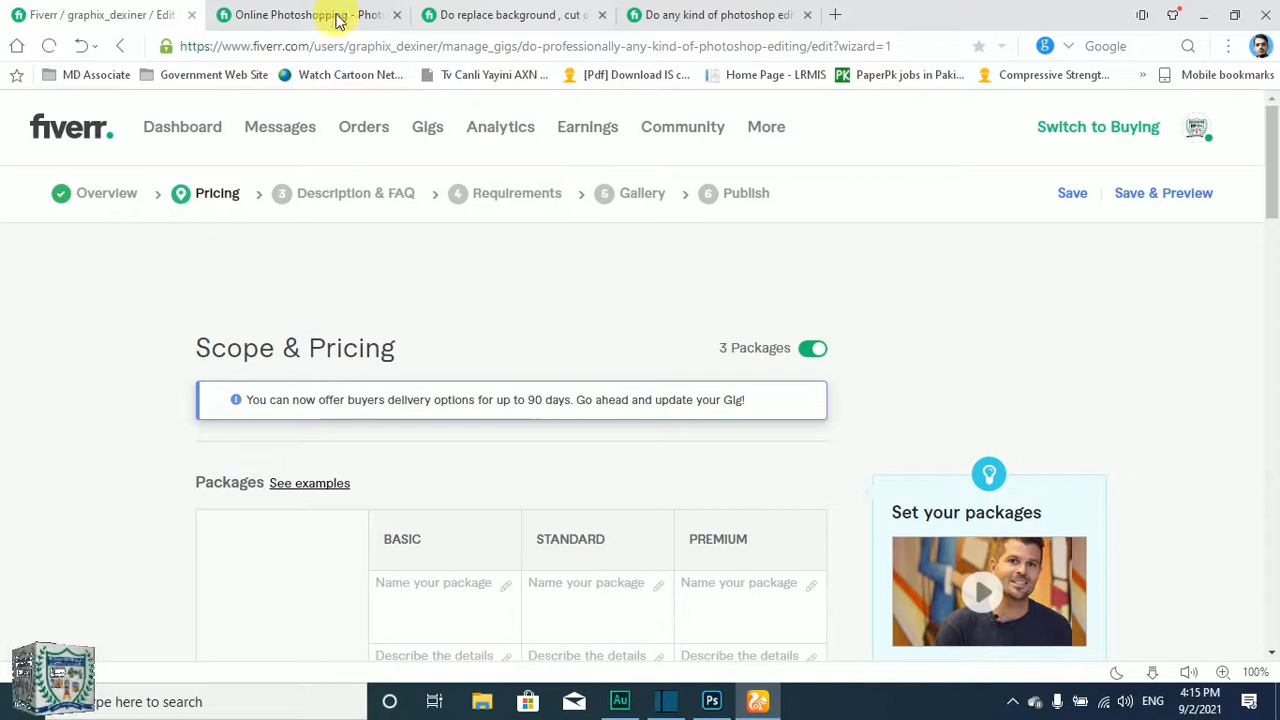 Fiverr / graphix_dexiner / Edit
Online Photoshopping - Phot
Do replace background , cut o
Do any kind of photoshop edit
https://www.fiverr.com/users/graphix_dexiner/manage_gigs/do-professionally-any-kind-of-photoshop-editing/edit?wizard=1
Google
MD Associate
Government Web Site
Watch Cartoon Net...
Tv Canli Yayini AXN ...
[Pdf] Download IS c...
Home Page - LRMIS
PK PaperPk jobs in Paki...
Compressive Strengt...
Mobile bookmarks
fiverr.
Dashboard
Messages
Orders
Gigs
Analytics
Earnings
Community
More
Switch to Buying
Overview
Pricing
3 Description & FAQ
4 Requirements
5 Gallery
6 Publish
Save
Save & Preview
Scope & Pricing
3 Packages
You can now offer buyers delivery options for up to 90 days. Go ahead and update your Gig!
Packages See examples
BASIC
STANDARD
PREMIUM
Set your packages
Name your package
Name your package
Name your package
Describe the details
Describe the details
Describe the details
100%
pe here to search
Au
Ps
ENG
4:15 PM
9/2/2021